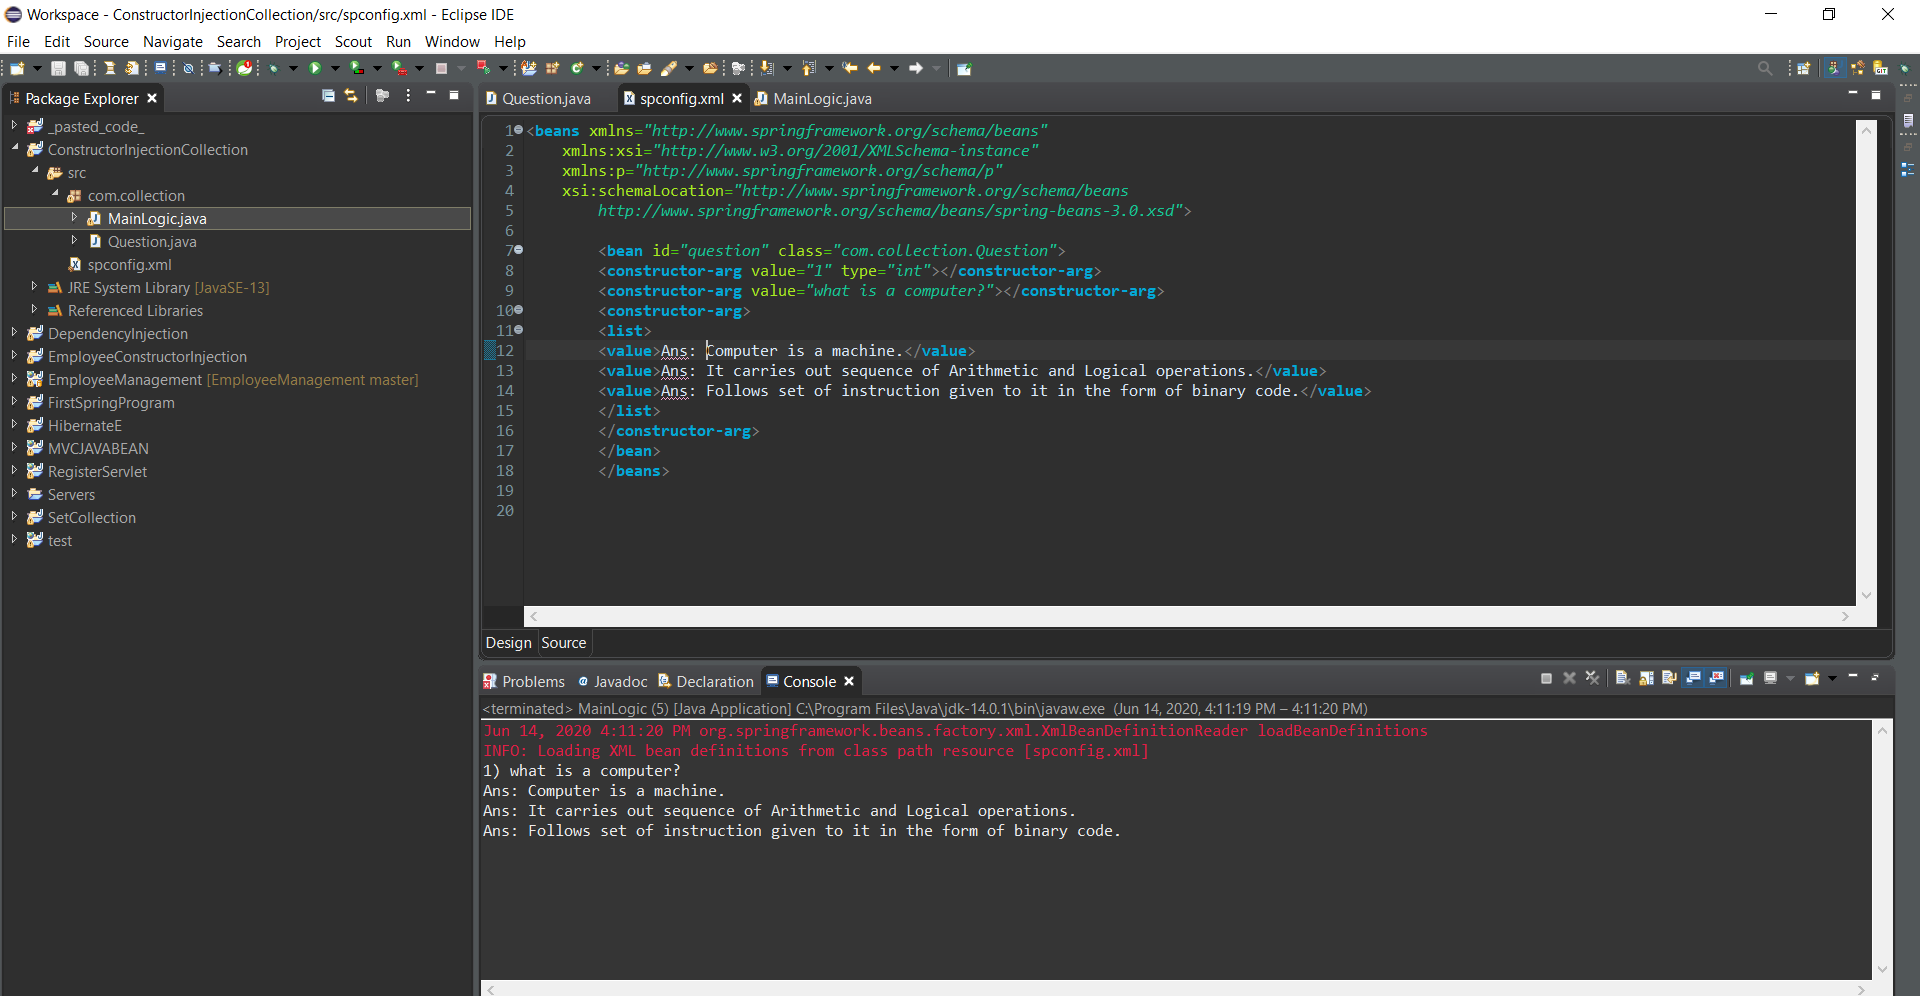 Workspace - ConstructorInjectionCollection/src/spconfig.xml - Eclipse IDE
File Edit Source Navigate Search Project Scout Run Window Help
Package Explorer
_pasted_code_
ConstructorInjectionCollection
src
com.collection
MainLogic.java
Question.java
spconfig.xml
JRE System Library [JavaSE-13]
Referenced Libraries
DependencyInjection
EmployeeConstructorInjection
EmployeeManagement [EmployeeManagement master]
FirstSpringProgram
HibernateE
MVCJAVABEAN
RegisterServlet
Servers
SetCollection
test
Question.java spconfig.xml MainLogic.java
1 <beans xmlns="http://www.springframework.org/schema/beans"
2 xmlns:xsi="http://www.w3.org/2001/XMLSchema-instance"
3 xmlns:p="http://www.springframework.org/schema/p"
4 xsi:schemaLocation="http://www.springframework.org/schema/beans
5 http://www.springframework.org/schema/beans/spring-beans-3.0.xsd">
6
7 <bean id="question" class="com.collection.Question">
8 <constructor-arg value="1" type="int"></constructor-arg>
9 <constructor-arg value="what is a computer?"></constructor-arg>
10 <constructor-arg>
11 <list>
12 <value>Ans: Computer is a machine.</value>
13 <value>Ans: It carries out sequence of Arithmetic and Logical operations.</value>
14 <value>Ans: Follows set of instruction given to it in the form of binary code.</value>
15 </list>
16 </constructor-arg>
17 </bean>
18 </beans>
19
20
Design Source
Problems Javadoc Declaration Console
<terminated> MainLogic (5) [Java Application] C:\Program Files\Java\jdk-14.0.1\bin\javaw.exe (Jun 14, 2020, 4:11:19 PM – 4:11:20 PM)
Jun 14, 2020 4:11:20 PM org.springframework.beans.factory.xml.XmlBeanDefinitionReader loadBeanDefinitions
INFO: Loading XML bean definitions from class path resource [spconfig.xml]
1) what is a computer?
Ans: Computer is a machine.
Ans: It carries out sequence of Arithmetic and Logical operations.
Ans: Follows set of instruction given to it in the form of binary code.